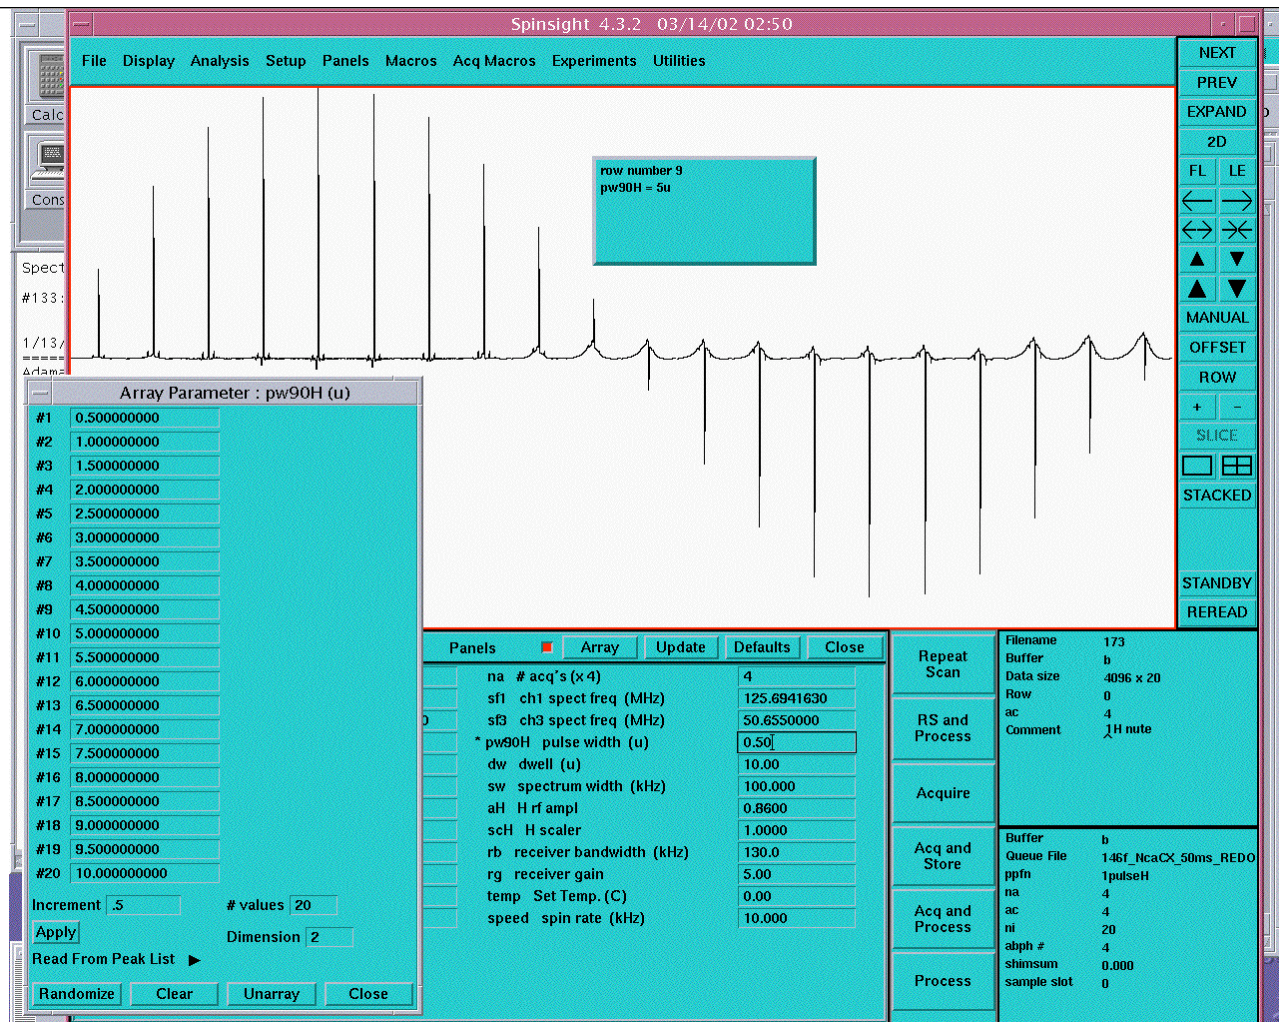 Spinsight 4.3.2 03/14/02 02:50
File Display Analysis Setup Panels Macros Acq Macros Experiments Utilities
Calc
Cons
Spect
#133:
1/13/
Adama
row number 9
pw90H = 5u
NEXT
PREV
EXPAND
2D
FL LE
MANUAL
OFFSET
ROW
+ -
SLICE
STACKED
STANDBY
REREAD
Array Parameter : pw90H (u)
#1 0.500000000
#2 1.000000000
#3 1.500000000
#4 2.000000000
#5 2.500000000
#6 3.000000000
#7 3.500000000
#8 4.000000000
#9 4.500000000
#10 5.000000000
#11 5.500000000
#12 6.000000000
#13 6.500000000
#14 7.000000000
#15 7.500000000
#16 8.000000000
#17 8.500000000
#18 9.000000000
#19 9.500000000
#20 10.000000000
Increment .5 # values 20
Apply
Dimension 2
Read From Peak List
Randomize Clear Unarray Close
Panels Array Update Defaults Close
na # acq's (x 4) 4
sf1 ch1 spect freq (MHz) 125.6941630
sf3 ch3 spect freq (MHz) 50.6550000
* pw90H pulse width (u) 0.50
dw dwell (u) 10.00
sw spectrum width (kHz) 100.000
aH H rf ampl 0.8600
scH H scaler 1.0000
rb receiver bandwidth (kHz) 130.0
rg receiver gain 5.00
temp Set Temp. (C) 0.00
speed spin rate (kHz) 10.000
Repeat
Scan
RS and
Process
Acquire
Acq and
Store
Acq and
Process
Process
Filename 173
Buffer b
Data size 4096 x 20
Row 0
ac 4
Comment 1H nute
Buffer b
Queue File 146f_NcaCX_50ms_REDO
ppfn 1pulseH
na 4
ac 4
ni 20
abph # 4
shimsum 0.000
sample slot 0